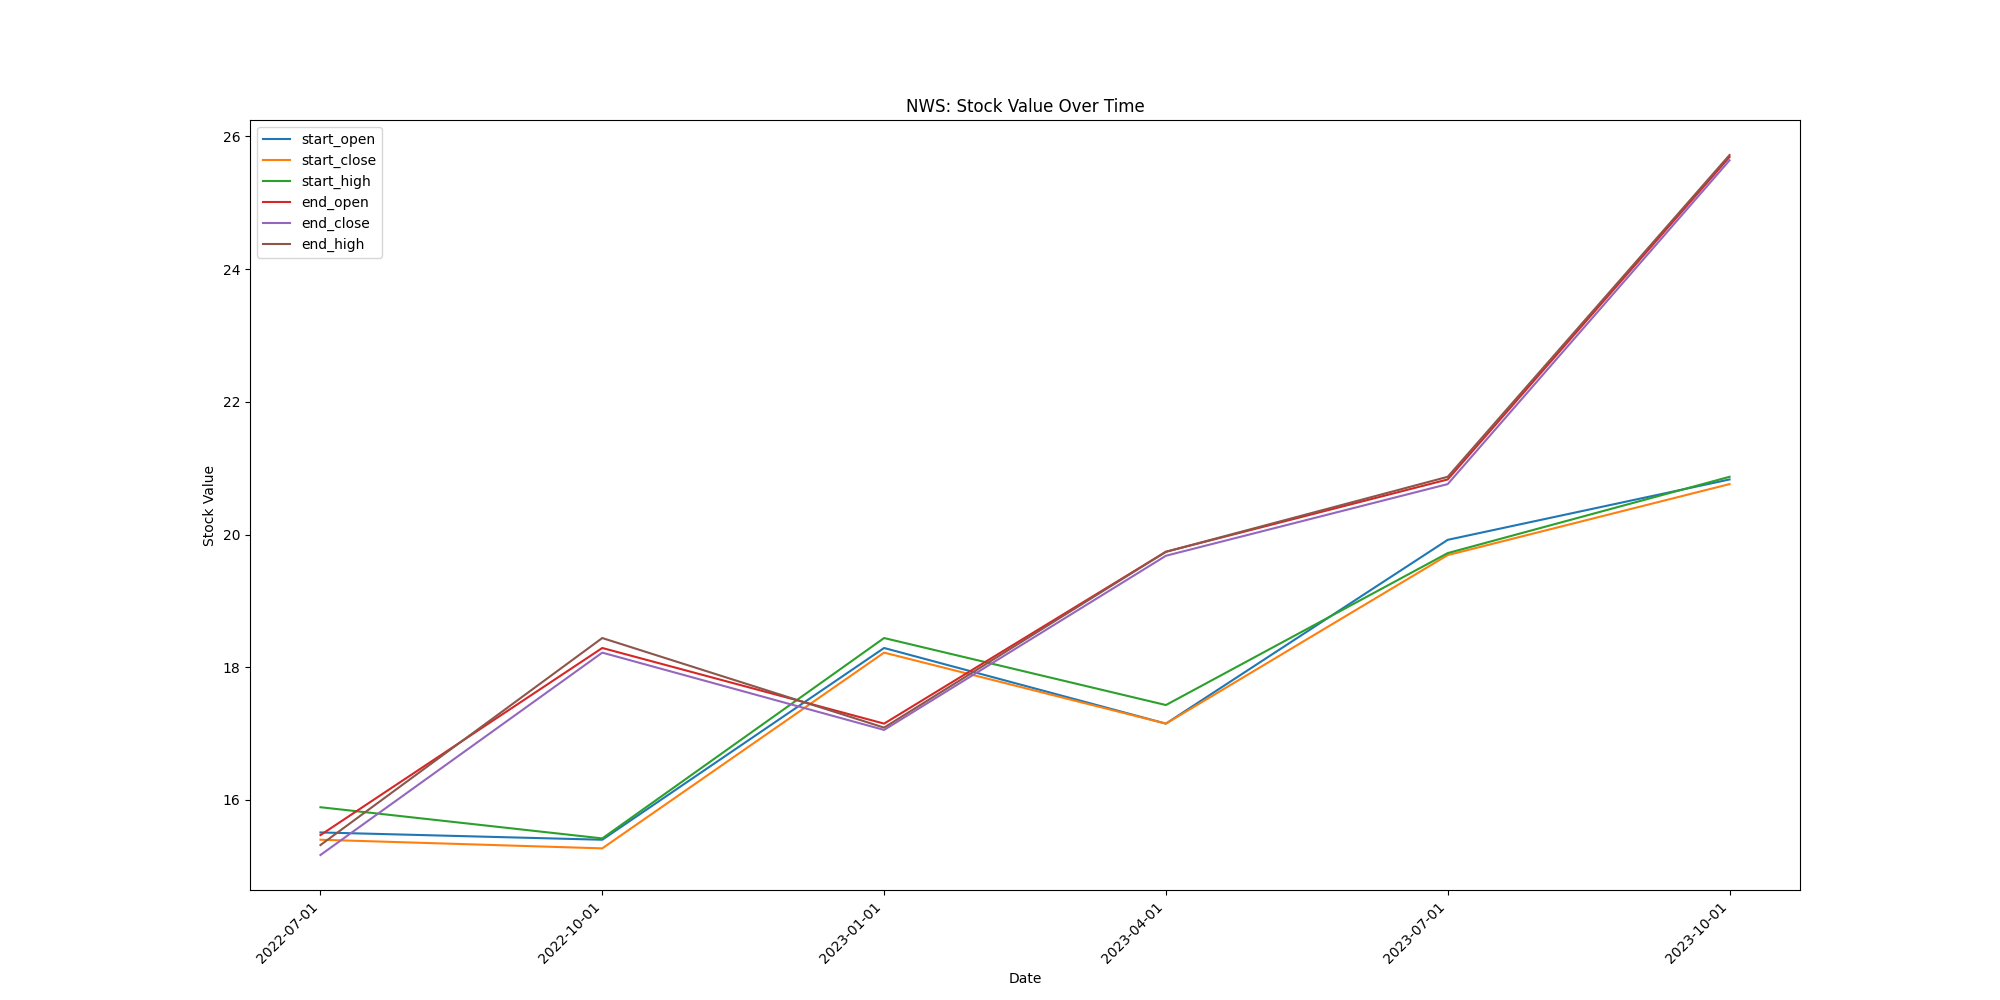 NWS: Stock Value Over Time
start_open
start_close
start_high
end_open
end_close
end_high
26
24
22
20
18
16
Stock Value
2022-07-01
2022-10-01
2023-01-01
2023-04-01
2023-07-01
2023-10-01
Date